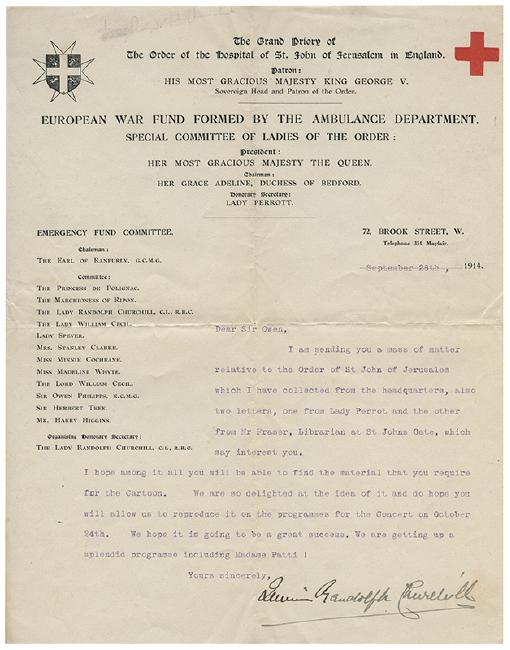 The Grand Priory of
The Order of the Hospital of St. John of Jerusalem in England.
Patron:
HIS MOST GRACIOUS MAJESTY KING GEORGE V.
Sovereign Head and Patron of the Order.
EUROPEAN WAR FUND FORMED BY THE AMBULANCE DEPARTMENT.
SPECIAL COMMITTEE OF LADIES OF THE ORDER:
President:
HER MOST GRACIOUS MAJESTY THE QUEEN.
Chairman:
HER GRACE ADELINE, DUCHESS OF BEDFORD.
Honorary Secretary:
LADY PERROTT.
EMERGENCY FUND COMMITTEE.
Chairman:
THE EARL OF RANFURLY, G.C.M.G.
Committee:
THE PRINCESS DE POLIGNAC.
THE MARCHIONESS OF RIPON.
THE LADY RANDOLPH CHURCHILL, C.I., R.R.C.
THE LADY WILLIAM CECIL.
LADY SPEYER.
MRS. STANLEY CLARKE.
MISS MINNIE COCHRANE.
MISS MADELINE WHYTE.
THE LORD WILLIAM CECIL.
SIR OWEN PHILIPPS, K.C.M.G.
SIR HERBERT TREE.
MR. HARRY HIGGINS.
Organising Honorary Secretary:
THE LADY RANDOLPH CHURCHILL, C.I., R.R.C.
72, BROOK STREET, W.
Telephone 354 Mayfair.
September 28th, 1914.
Dear Sir Owen,
I am sending you a mass of matter
relative to the Order of St John of Jerusalem
which I have collected from the headquarters, also
two letters, one from Lady Perrot and the other
from Mr Fraser, Librarian at St Johns Gate, which
may interest you.
I hope among it all you will be able to find the material that you require
for the Cartoon. We are so delighted at the idea of it and do hope you
will allow us to reproduce it on the programmes for the Concert on October
24th. We hope it is going to be a great success. We are getting up a
splendid programme including Madame Patti !
Yours sincerely,
Jennie Randolph Churchill